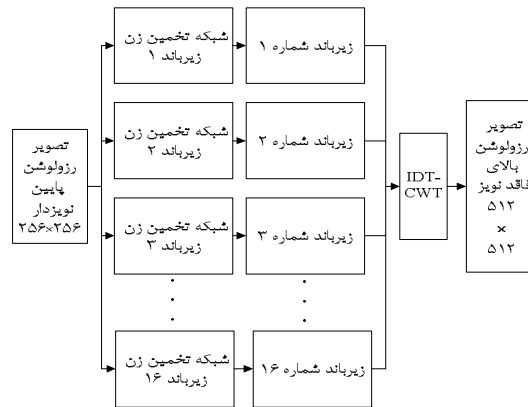 شبکه تخمین زن
زیرباند ۱
زیرباند شماره ۱
شبکه تخمین زن
زیرباند ۲
زیرباند شماره ۲
تصویر
رزولوشن
پایین
نویزدار
۲۵۶×۲۵۶
شبکه تخمین زن
زیرباند ۳
زیرباند شماره ۳
شبکه تخمین زن
زیرباند ۱۶
زیرباند شماره ۱۶
IDT-
CWT
تصویر
رزولوشن
بالای
فاقد نویز
۵۱۲
×
۵۱۲